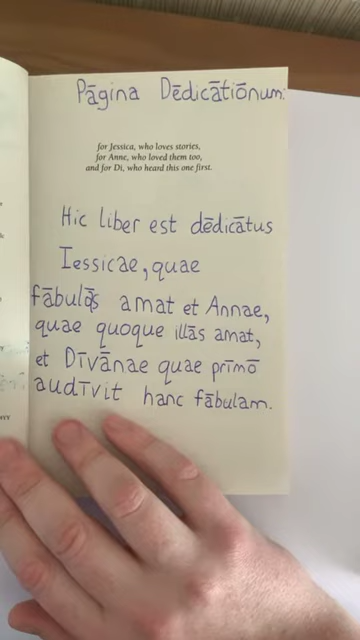 Pāgina Dēdicātiōnum:
for Jessica, who loves stories,
for Anne, who loved them too,
and for Di, who heard this one first.
Hic liber est dēdicātus
Iessicae, quae
fābulās amat et Annae,
quae quoque illās amat,
et Dīvānae quae prīmō
audīvit hanc fābulam.